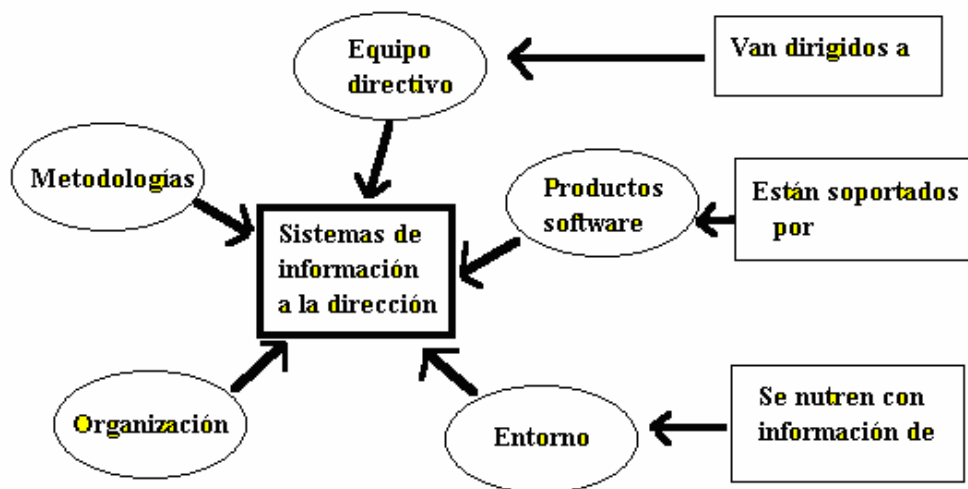 Equipo
directivo
Van dirigidos a
Metodologías
Productos
software
Están soportados
por
Sistemas de
información
a la dirección
Organización
Entorno
Se nutren con
información de